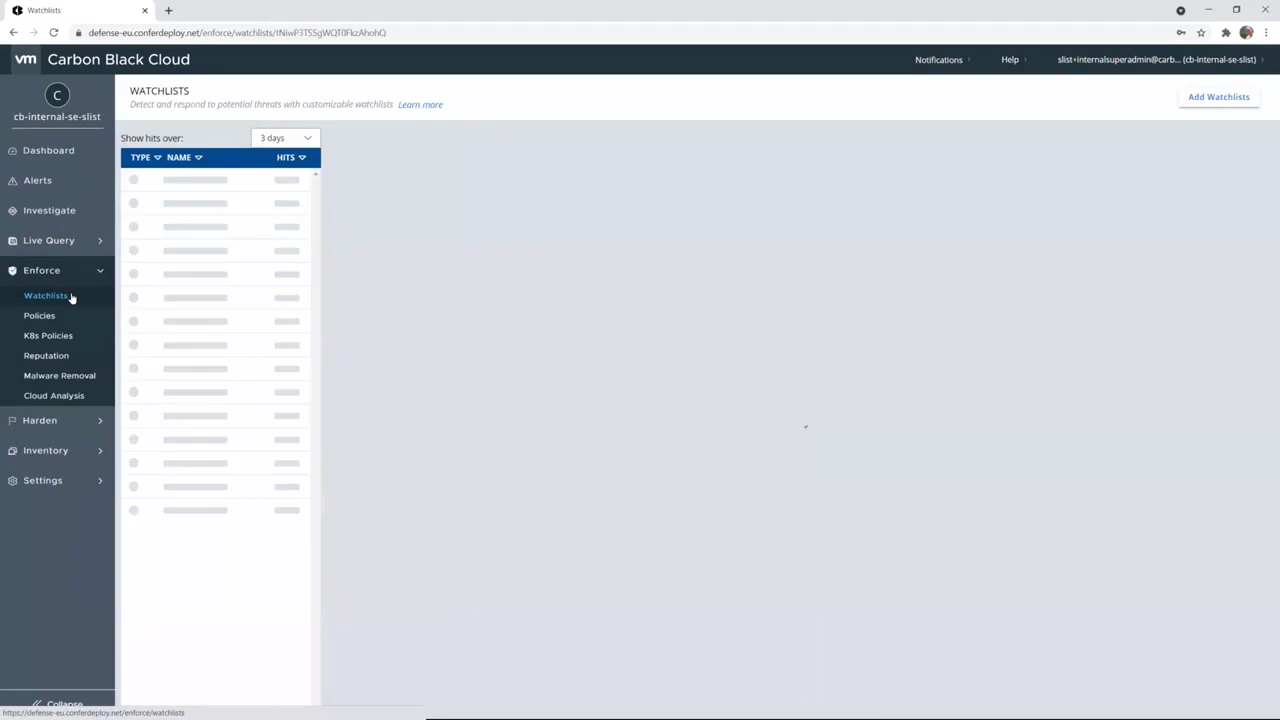 Watchlists
defense-eu.conferdeploy.net/enforce/watchlists/tNiwP3TSSgWQT0FkzAhohQ
vm Carbon Black Cloud
Notifications
Help
slist+internalsuperadmin@carb... (cb-internal-se-slist)
C
cb-internal-se-slist
Dashboard
Alerts
Investigate
Live Query
Enforce
Watchlists
Policies
K8s Policies
Reputation
Malware Removal
Cloud Analysis
Harden
Inventory
Settings
Collapse
WATCHLISTS
Detect and respond to potential threats with customizable watchlists Learn more
Add Watchlists
Show hits over: 3 days
TYPE NAME HITS
https://defense-eu.conferdeploy.net/enforce/watchlists